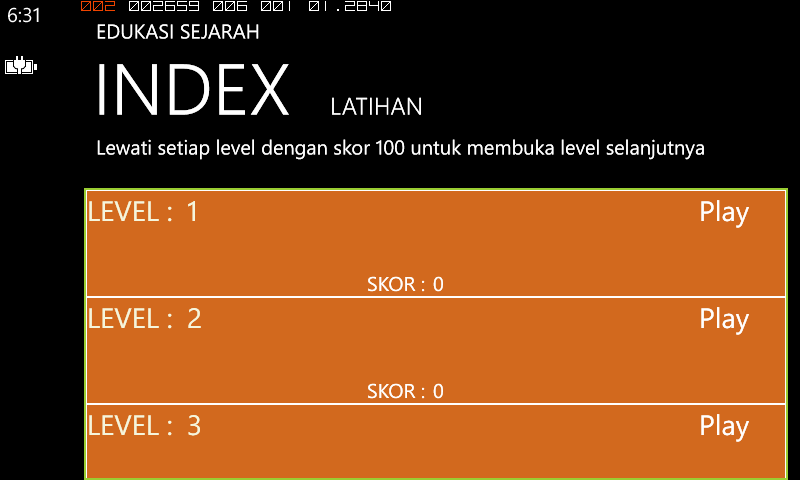 6:31
002 002659 006 001 01.2840
EDUKASI SEJARAH
INDEX LATIHAN
Lewati setiap level dengan skor 100 untuk membuka level selanjutnya
LEVEL : 1 Play
SKOR : 0
LEVEL : 2 Play
SKOR : 0
LEVEL : 3 Play